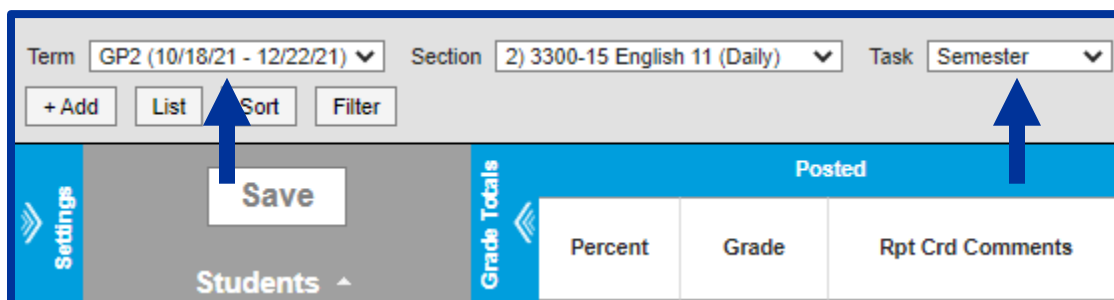 Term GP2 (10/18/21 - 12/22/21) Section 2) 3300-15 English 11 (Daily) Task Semester
+ Add List Sort Filter
Settings
Save
Students
Grade Totals
Posted
Percent Grade Rpt Crd Comments